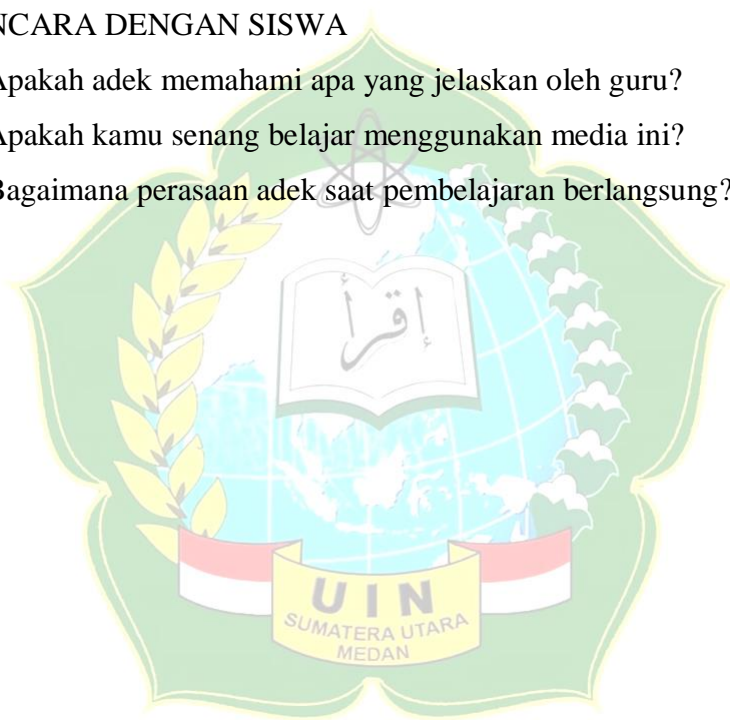 NCARA DENGAN SISWA
Apakah adek memahami apa yang jelaskan oleh guru?
Apakah kamu senang belajar menggunakan media ini?
Bagaimana perasaan adek saat pembelajaran berlangsung?
إقرأ
UIN
SUMATERA UTARA
MEDAN